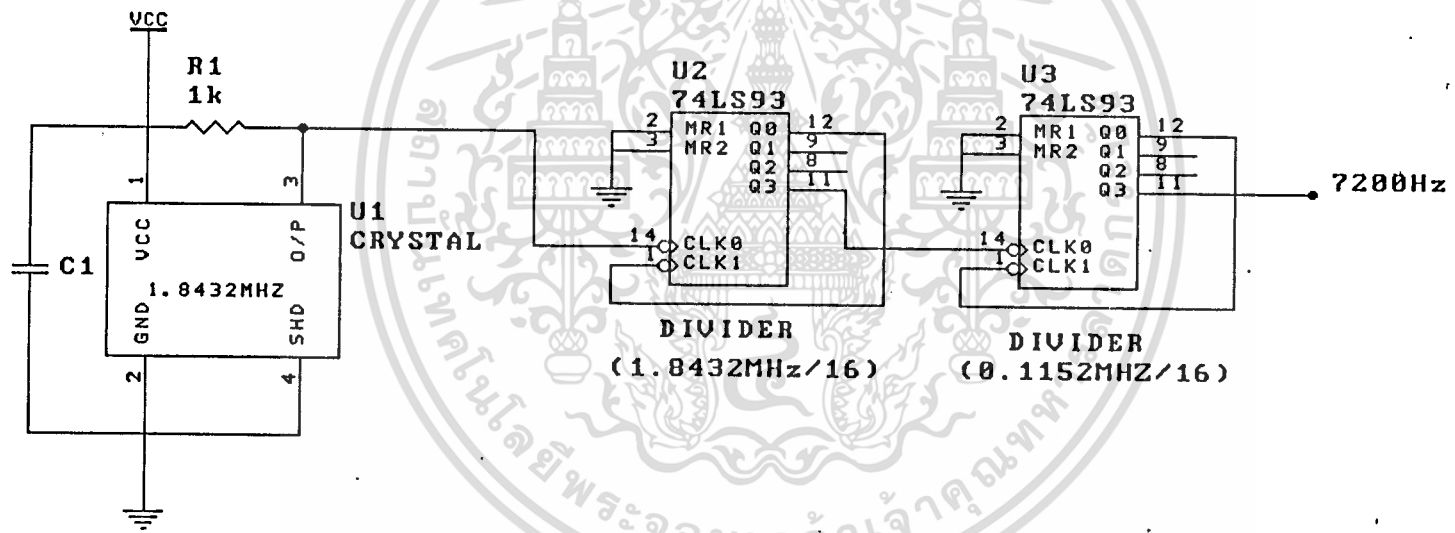 VCC
R1
1k
1
3
VCC
O/P
U1
CRYSTAL
C1
1.8432MHZ
GND
SHD
2
4
U2
74LS93
2 MR1 Q0 12
3 MR2 Q1 9
Q2 8
Q3 11
14 CLK0
1 CLK1
DIVIDER
(1.8432MHz/16)
U3
74LS93
2 MR1 Q0 12
3 MR2 Q1 9
Q2 8
Q3 11
14 CLK0
1 CLK1
DIVIDER
(0.1152MHZ/16)
7200Hz